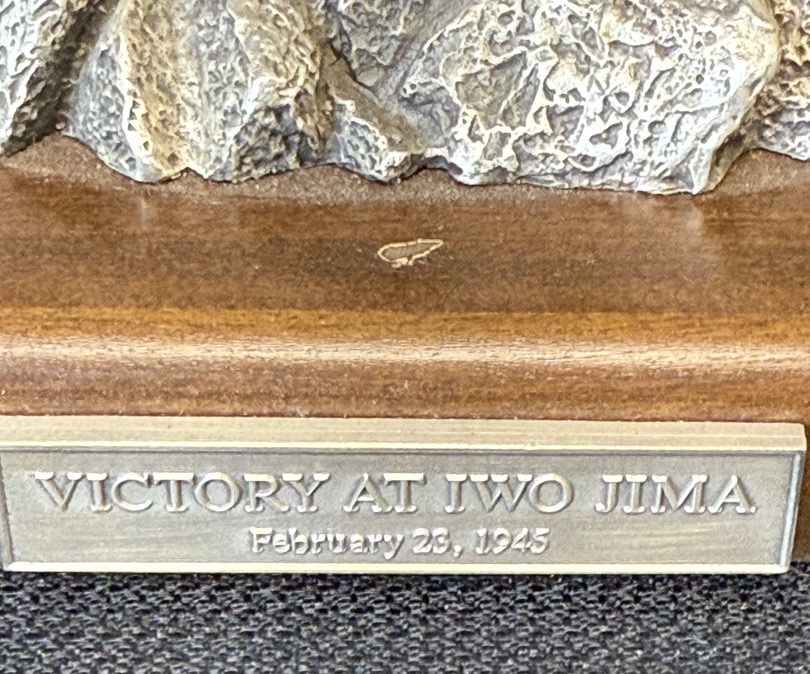 VICTORY AT IWO JIMA
February 23, 1945